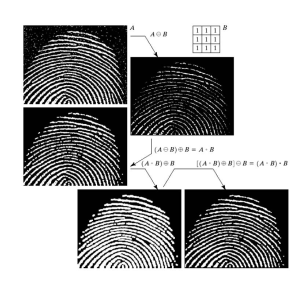 A B
A ⊖ B
1 1 1
1 1 1
1 1 1
(A ⊖ B) ⊕ B = A ∘ B
(A ∘ B) ⊕ B [(A ∘ B) ⊕ B] ⊖ B = (A ∘ B) • B